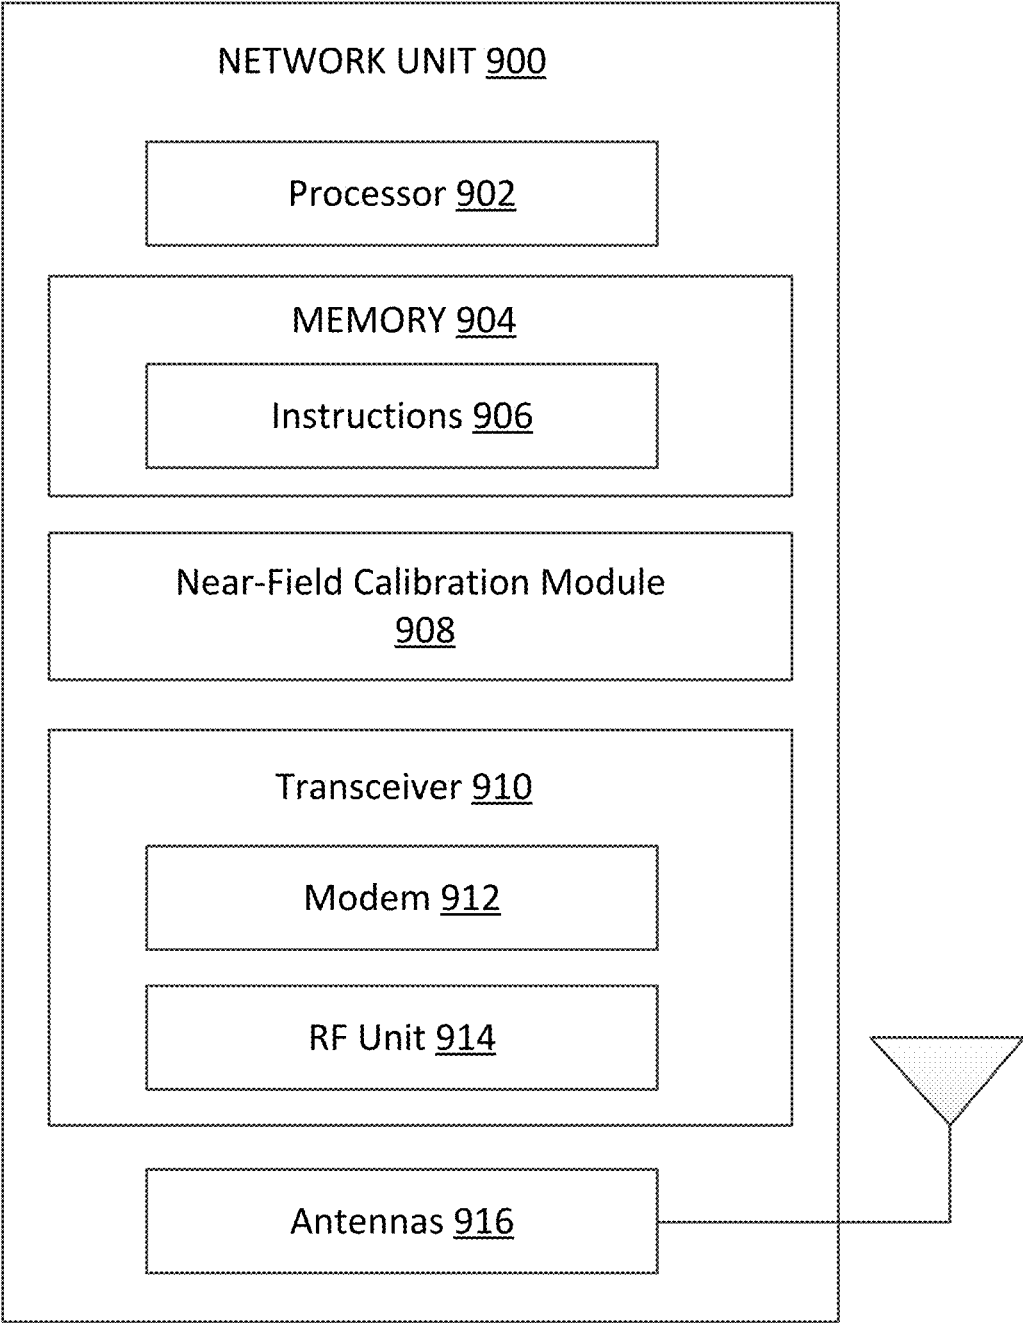 NETWORK UNIT 900
Processor 902
MEMORY 904
Instructions 906
Near-Field Calibration Module
908
Transceiver 910
Modem 912
RF Unit 914
Antennas 916